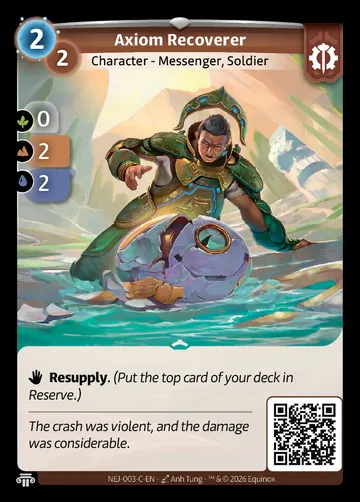 2
Axiom Recoverer
2
Character - Messenger, Soldier
0
2
2
Resupply. (Put the top card of your deck in
Reserve.)
The crash was violent, and the damage
was considerable.
NEJ-003-C-EN - Anh Tung - ™ & © 2026 Equinox